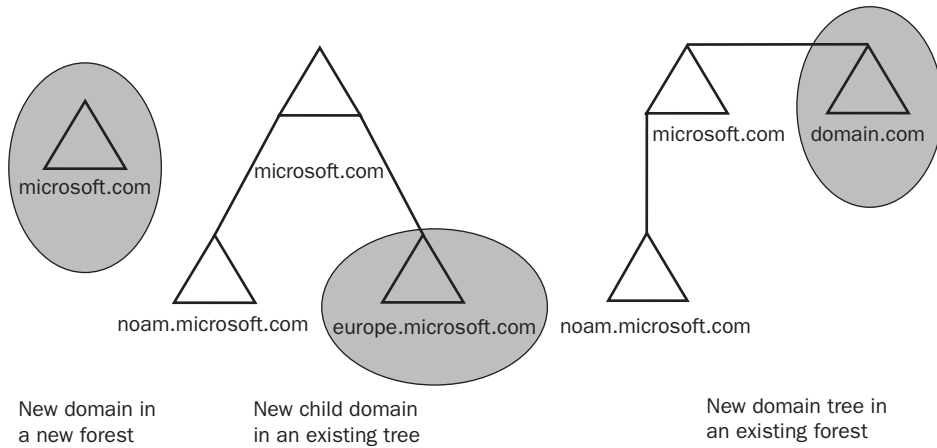 microsoft.com
microsoft.com
noam.microsoft.com
europe.microsoft.com
microsoft.com
domain.com
noam.microsoft.com
New domain in
a new forest
New child domain
in an existing tree
New domain tree in
an existing forest